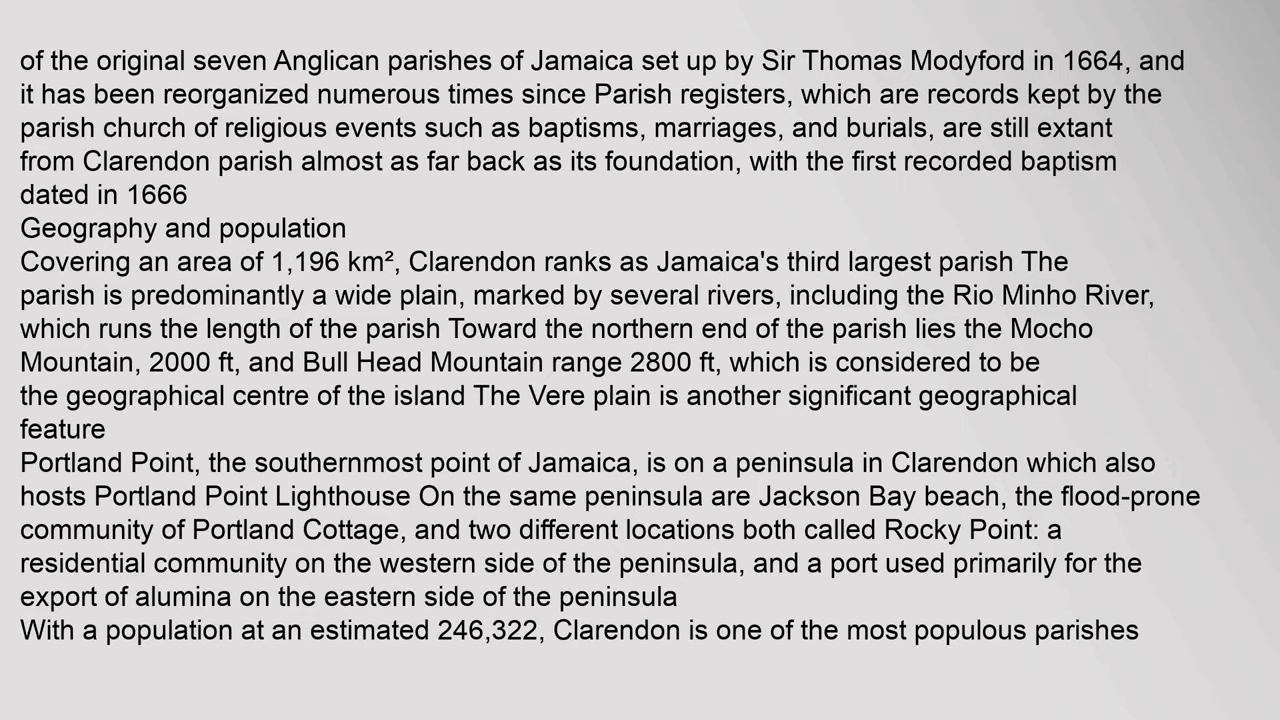 of the original seven Anglican parishes of Jamaica set up by Sir Thomas Modyford in 1664, and
it has been reorganized numerous times since Parish registers, which are records kept by the
parish church of religious events such as baptisms, marriages, and burials, are still extant
from Clarendon parish almost as far back as its foundation, with the first recorded baptism
dated in 1666
Geography and population
Covering an area of 1,196 km², Clarendon ranks as Jamaica's third largest parish The
parish is predominantly a wide plain, marked by several rivers, including the Rio Minho River,
which runs the length of the parish Toward the northern end of the parish lies the Mocho
Mountain, 2000 ft, and Bull Head Mountain range 2800 ft, which is considered to be
the geographical centre of the island The Vere plain is another significant geographical
feature
Portland Point, the southernmost point of Jamaica, is on a peninsula in Clarendon which also
hosts Portland Point Lighthouse On the same peninsula are Jackson Bay beach, the flood-prone
community of Portland Cottage, and two different locations both called Rocky Point: a
residential community on the western side of the peninsula, and a port used primarily for the
export of alumina on the eastern side of the peninsula
With a population at an estimated 246,322, Clarendon is one of the most populous parishes